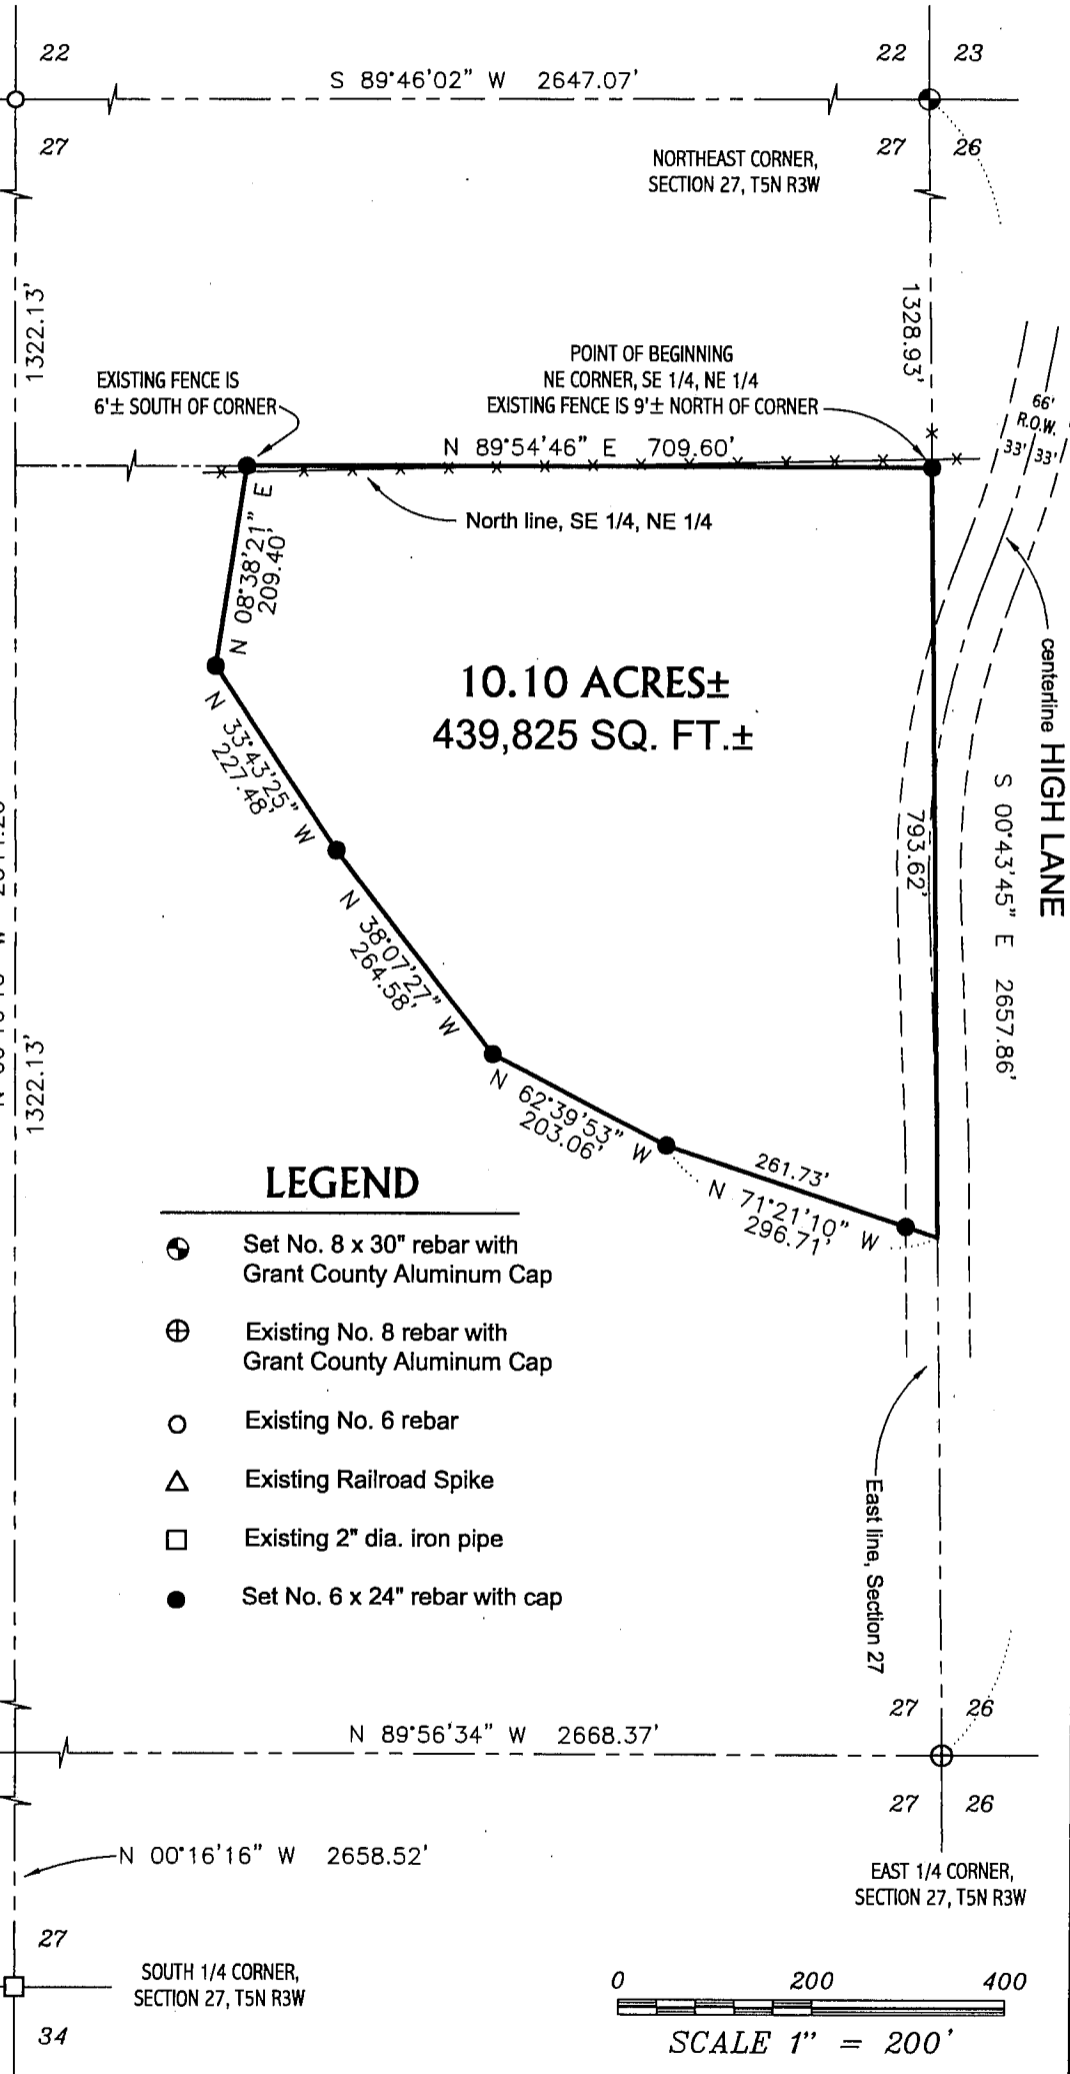 22
22
23
S 89°46'02" W 2647.07'
27
27
26
NORTHEAST CORNER,
SECTION 27, T5N R3W
1322.13'
1328.93'
POINT OF BEGINNING
NE CORNER, SE 1/4, NE 1/4
EXISTING FENCE IS 9'± NORTH OF CORNER
EXISTING FENCE IS
6'± SOUTH OF CORNER
66'
R.O.W.
33' 33'
N 89°54'46" E 709.60'
North line, SE 1/4, NE 1/4
N 08°38'21" E
209.40'
10.10 ACRES±
439,825 SQ. FT.±
centerline HIGH LANE
N 33°43'25" W
227.48'
793.62'
S 00°43'45" E 2657.86'
N 38°07'27" W
264.58'
1322.13'
N 62°39'53" W
203.06'
261.73'
N 71°21'10" W
296.71'
LEGEND
Set No. 8 x 30" rebar with
Grant County Aluminum Cap
Existing No. 8 rebar with
Grant County Aluminum Cap
Existing No. 6 rebar
Existing Railroad Spike
Existing 2" dia. iron pipe
Set No. 6 x 24" rebar with cap
East line, Section 27
27
26
N 89°56'34" W 2668.37'
27
26
N 00°16'16" W 2658.52'
EAST 1/4 CORNER,
SECTION 27, T5N R3W
27
SOUTH 1/4 CORNER,
SECTION 27, T5N R3W
34
0 200 400
SCALE 1" = 200'